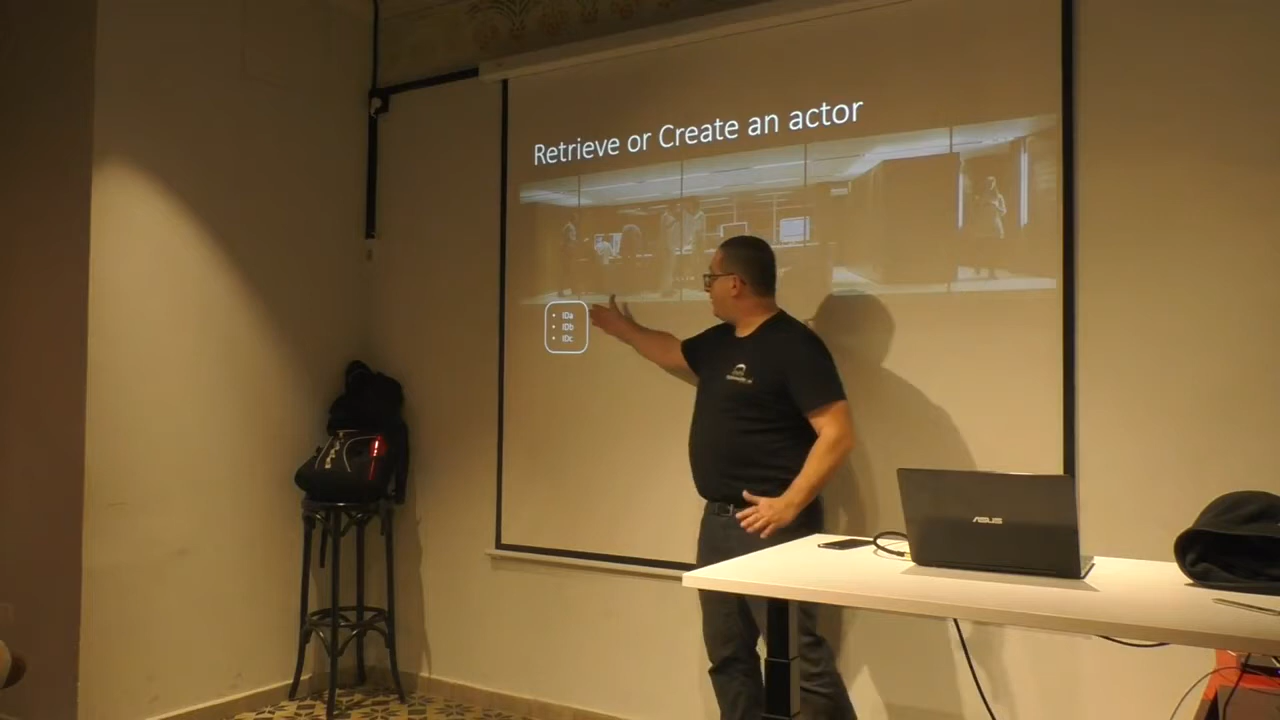 Retrieve or Create an actor
• IDa
• IDb
• IDc
ASUS